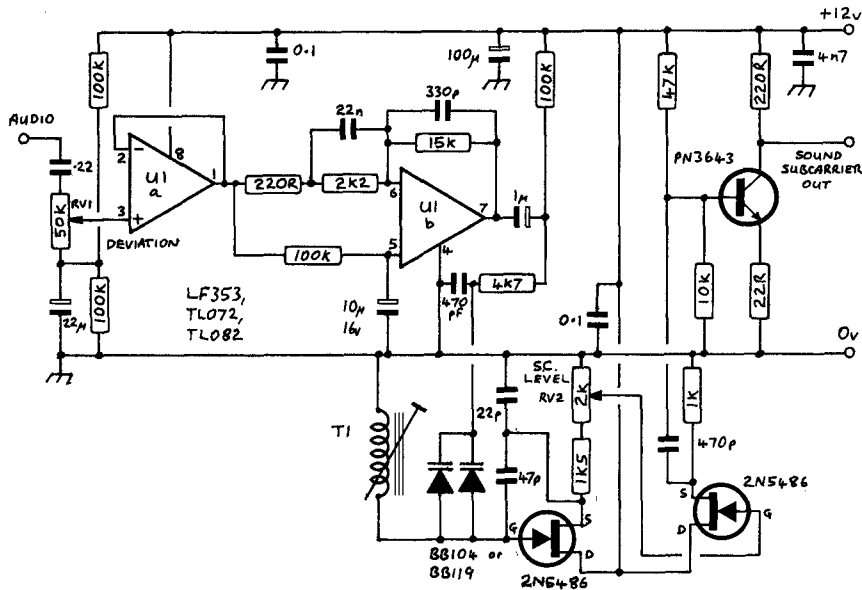 +12v
0.1
100µ
4n7
100K
330p
100K
47K
220R
22n
15K
AUDIO
.22
2
8
U1
a
1
220R
2K2
6
U1
b
7
1µ
PN3643
SOUND
SUBCARRIER
OUT
50K
RV1
3
DEVIATION
5
4
100K
10K
22R
22µ
100K
LF353,
TL072,
TL082
10µ
16v
470
pF
4K7
0.1
0v
S.C.
LEVEL
RV2
2K
1K
T1
22p
47p
1K5
470p
2N5486
G
S
D
S
G
D
BB104 or
BB119
2N5486